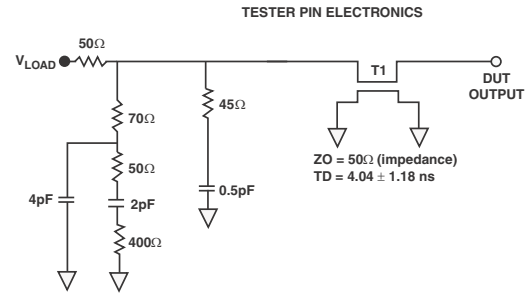 TESTER PIN ELECTRONICS
50Ω
VLOAD
T1
DUT
OUTPUT
70Ω
45Ω
50Ω
ZO = 50Ω (impedance)
TD = 4.04 ± 1.18 ns
0.5pF
4pF
2pF
400Ω